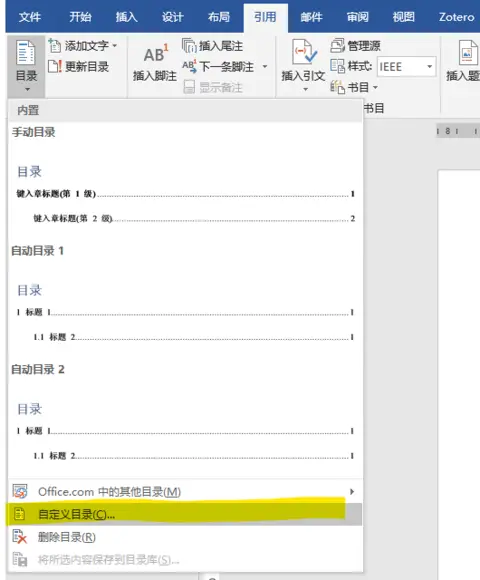 文件 开始 插入 设计 布局 引用 邮件 审阅 视图 Zotero
添加文字 插入尾注 管理源
更新目录 AB1 AB1 下一条脚注 样式: IEEE
目录 插入脚注 显示备注 插入引文 书目 插入题
内置 书目
手动目录
8
目录
键入章标题(第 1 级) 1
键入章标题(第 2 级) 2
自动目录 1
目录
1 标题 1 1
1.1 标题 2 1
自动目录 2
目录
1 标题 1 1
1.1 标题 2 1
Office.com 中的其他目录(M)
自定义目录(C)...
删除目录(R)
将所选内容保存到目录库(S)...